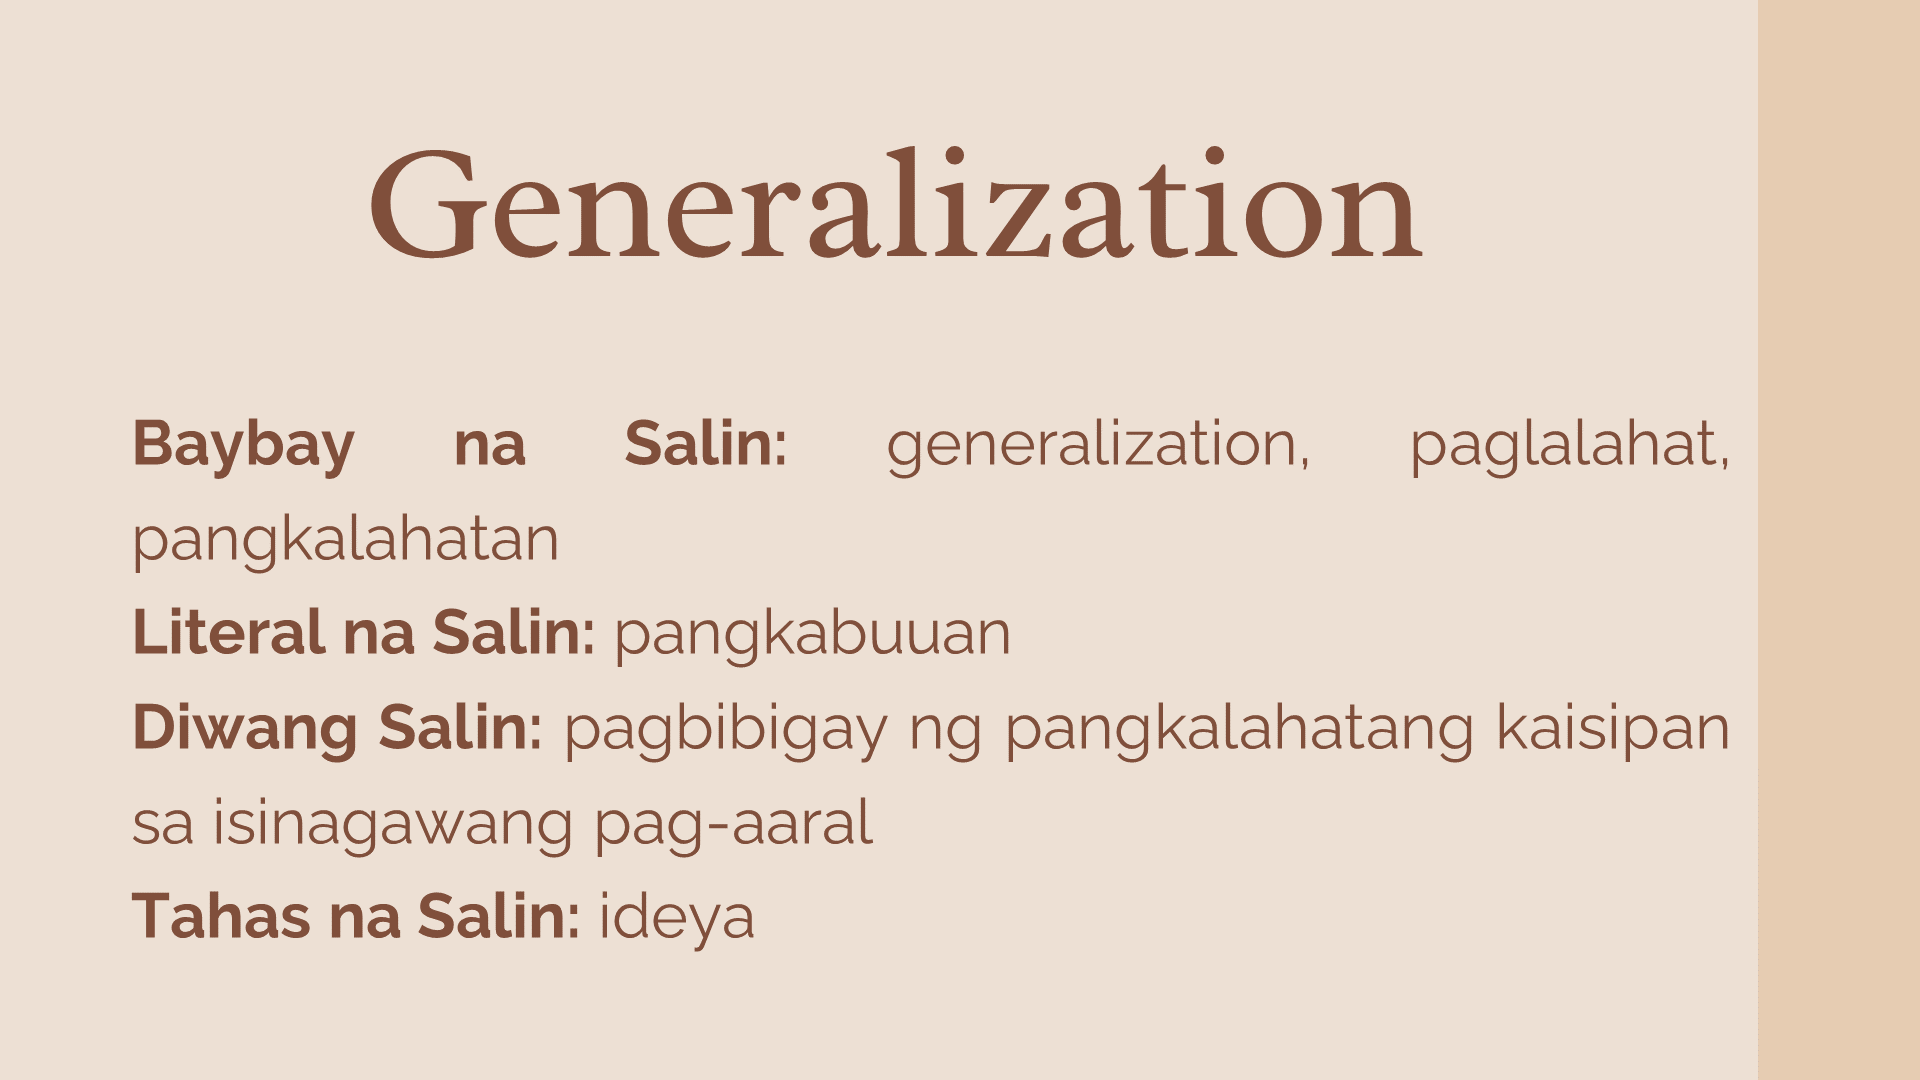 Generalization
Baybay na Salin: generalization, paglalahat,
pangkalahatan
Literal na Salin: pangkabuuan
Diwang Salin: pagbibigay ng pangkalahatang kaisipan
sa isinagawang pag-aaral
Tahas na Salin: ideya